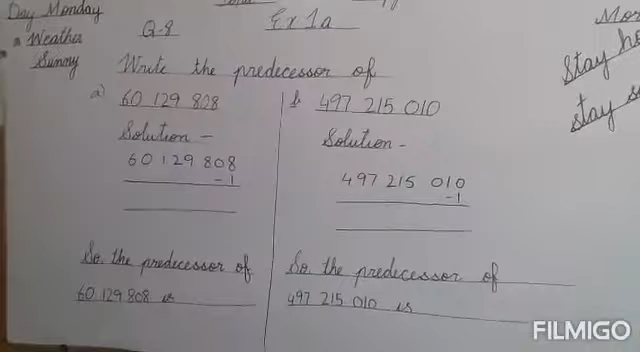 Day Monday
Weather
Sunny
Q-8
Ex 1a
Stay
stay
Write the predecessor of
a) 60 129 808
Solution -
60 129 808
-1
So the predecessor of
60 129 808 is
b 497 215 010
Solution -
497 215 010
-1
So the predecessor of
497 215 010 is
FILMIGO